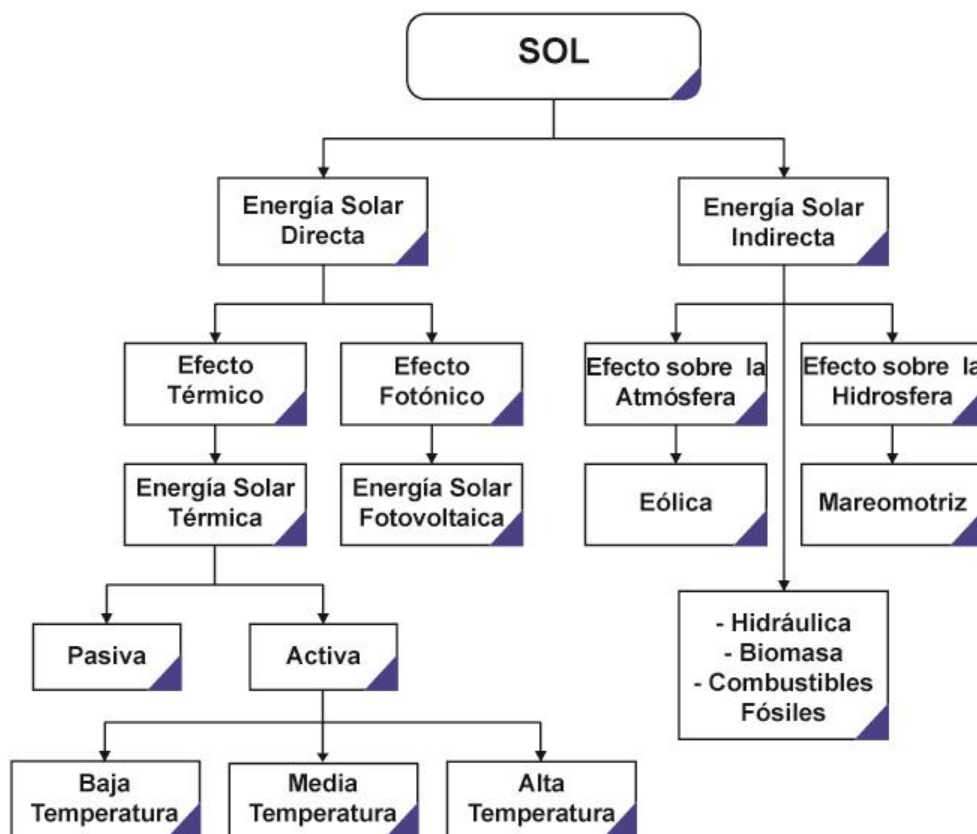 SOL
Energía Solar
Directa
Energía Solar
Indirecta
Efecto
Térmico
Efecto
Fotónico
Efecto sobre la
Atmósfera
Efecto sobre la
Hidrosfera
Energía Solar
Térmica
Energía Solar
Fotovoltaica
Eólica
Mareomotriz
Pasiva
Activa
- Hidráulica
- Biomasa
- Combustibles
Fósiles
Baja
Temperatura
Media
Temperatura
Alta
Temperatura